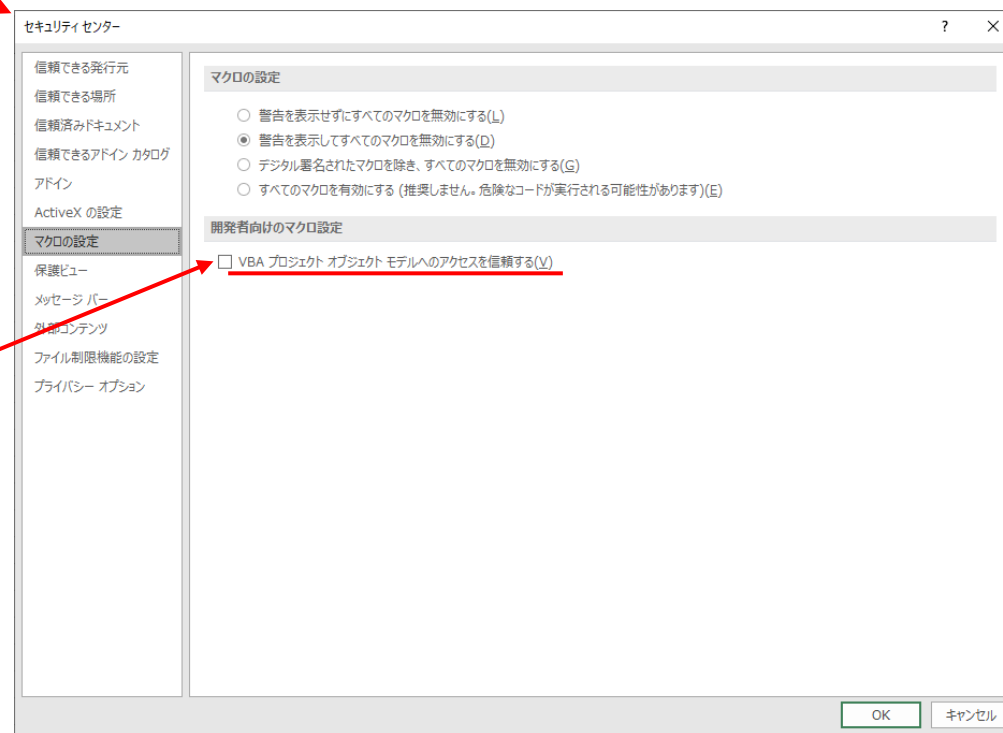 セキュリティ センター
? ×
信頼できる発行元
信頼できる場所
信頼済みドキュメント
信頼できるアドイン カタログ
アドイン
ActiveX の設定
マクロの設定
保護ビュー
メッセージ バー
外部コンテンツ
ファイル制限機能の設定
プライバシー オプション
マクロの設定
警告を表示せずにすべてのマクロを無効にする(L)
警告を表示してすべてのマクロを無効にする(D)
デジタル署名されたマクロを除き、すべてのマクロを無効にする(G)
すべてのマクロを有効にする (推奨しません。危険なコードが実行される可能性があります)(E)
開発者向けのマクロ設定
VBA プロジェクト オブジェクト モデルへのアクセスを信頼する(V)
OK
キャンセル